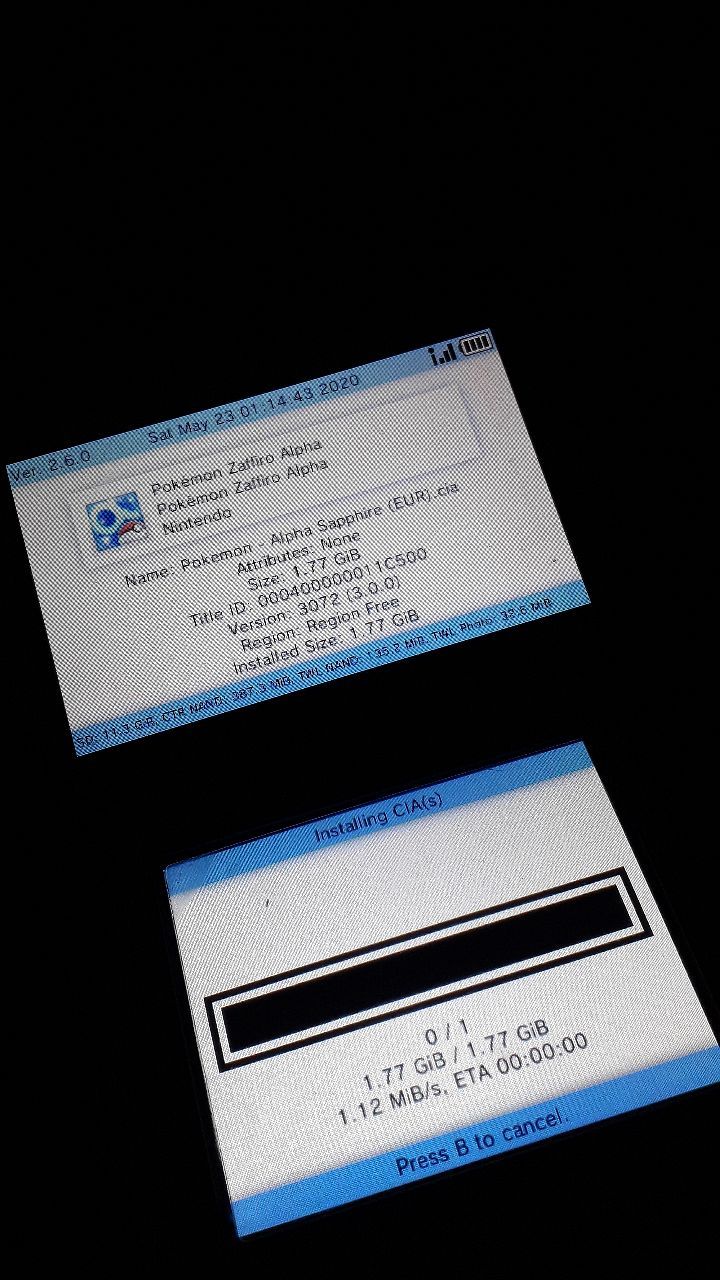 Ver. 2.6.0
Sat May 23 01:14:43 2020
Pokémon Zaffiro Alpha
Pokémon Zaffiro Alpha
Nintendo
Name: Pokemon - Alpha Sapphire (EUR).cia
Attributes: None
Size: 1.77 GiB
Title ID: 000400000011C500
Version: 3072 (3.0.0)
Region: Region Free
Installed Size: 1.77 GiB
SD: 11.3 GiB, CTR NAND: 387.3 MiB, TWL NAND: 135.2 MiB, TWL Photo: 32.6 MiB
Installing CIA(s)
0 / 1
1.77 GiB / 1.77 GiB
1.12 MiB/s, ETA 00:00:00
Press B to cancel.